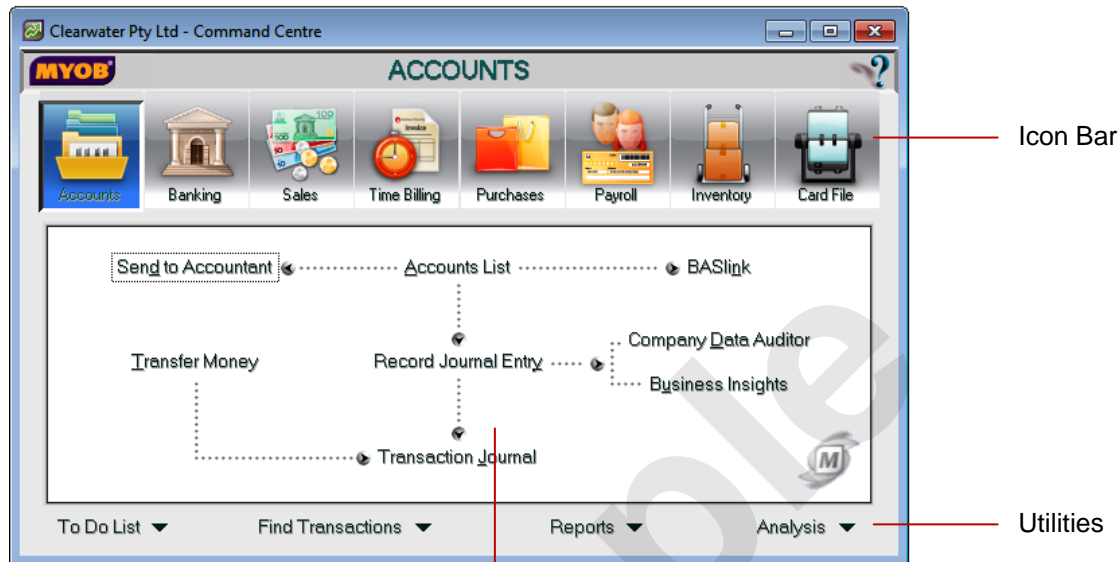 Clearwater Pty Ltd - Command Centre
MYOB ACCOUNTS ?
Icon Bar
Accounts Banking Sales Time Billing Purchases Payroll Inventory Card File
Send to Accountant Accounts List BASlink
Company Data Auditor
Transfer Money Record Journal Entry
Business Insights
Transaction Journal
M
To Do List Find Transactions Reports Analysis
Utilities
ple